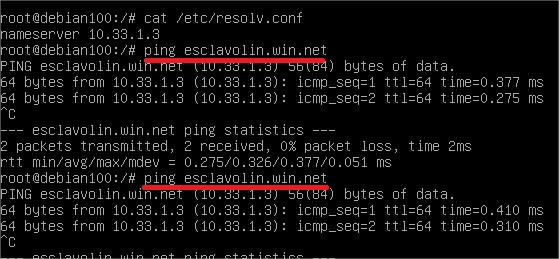 root@debian100:/# cat /etc/resolv.conf
nameserver 10.33.1.3
root@debian100:/# ping esclavolin.win.net
PING esclavolin.win.net (10.33.1.3) 56(84) bytes of data.
64 bytes from 10.33.1.3 (10.33.1.3): icmp_seq=1 ttl=64 time=0.377 ms
64 bytes from 10.33.1.3 (10.33.1.3): icmp_seq=2 ttl=64 time=0.275 ms
^C
--- esclavolin.win.net ping statistics ---
2 packets transmitted, 2 received, 0% packet loss, time 2ms
rtt min/avg/max/mdev = 0.275/0.326/0.377/0.051 ms
root@debian100:/# ping esclavolin.win.net
PING esclavolin.win.net (10.33.1.3) 56(84) bytes of data.
64 bytes from 10.33.1.3 (10.33.1.3): icmp_seq=1 ttl=64 time=0.410 ms
64 bytes from 10.33.1.3 (10.33.1.3): icmp_seq=2 ttl=64 time=0.310 ms
^C
--- esclavolin.win.net ping statistics ---